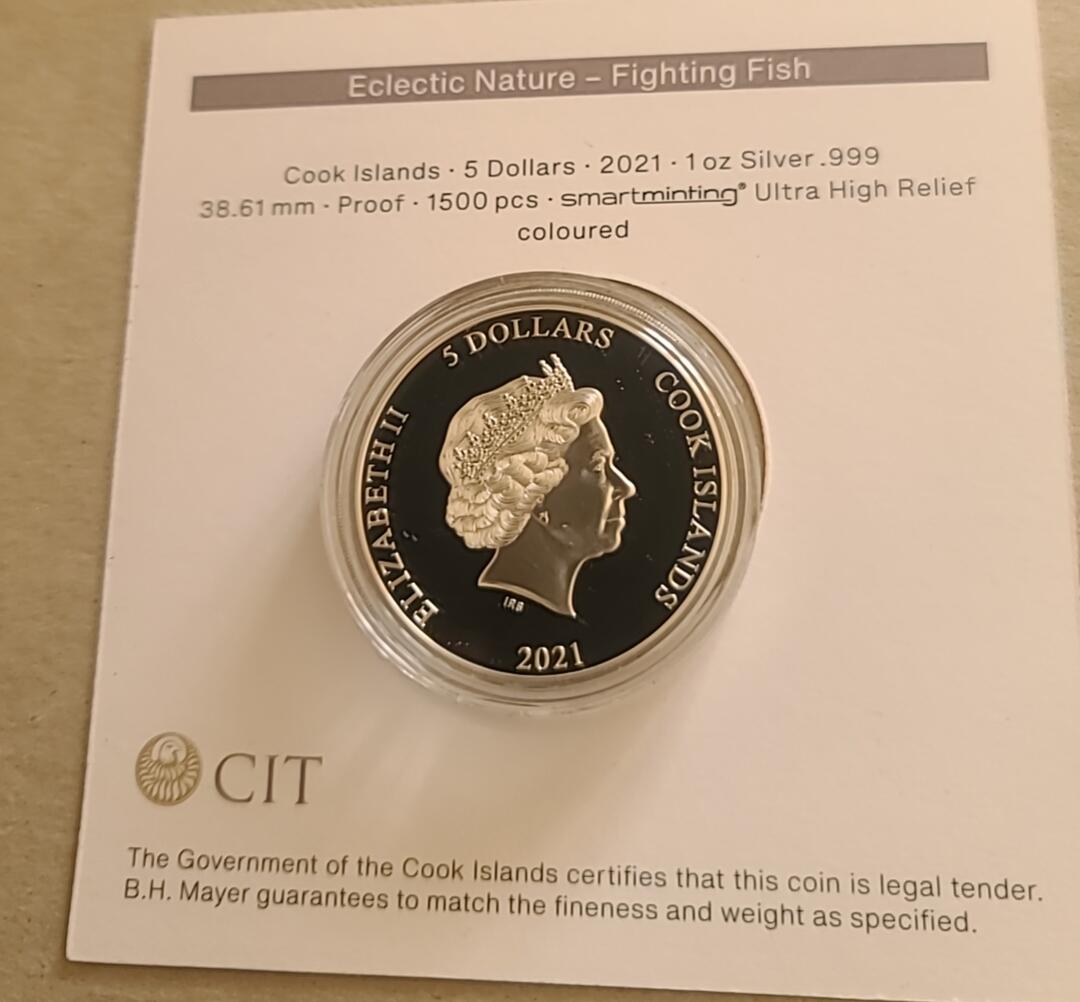 Eclectic Nature – Fighting Fish
Cook Islands · 5 Dollars · 2021 · 1 oz Silver .999
38.61 mm · Proof · 1500 pcs · smartminting® Ultra High Relief
coloured
5 DOLLARS
ELIZABETH II
COOK ISLANDS
IRB
2021
CIT
The Government of the Cook Islands certifies that this coin is legal tender.
B.H. Mayer guarantees to match the fineness and weight as specified.